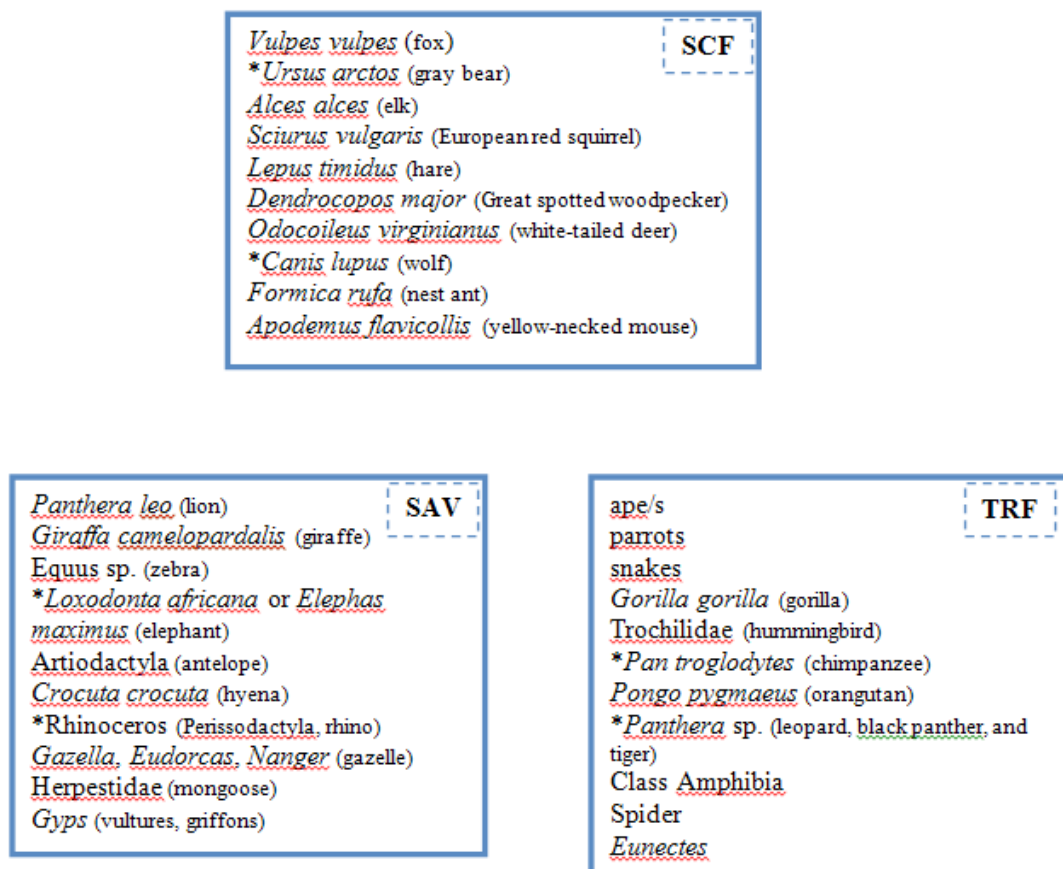 SCF
Vulpes vulpes (fox)
*Ursus arctos (gray bear)
Alces alces (elk)
Sciurus vulgaris (European red squirrel)
Lepus timidus (hare)
Dendrocopos major (Great spotted woodpecker)
Odocoileus virginianus (white-tailed deer)
*Canis lupus (wolf)
Formica rufa (nest ant)
Apodemus flavicollis (yellow-necked mouse)
SAV
Panthera leo (lion)
Giraffa camelopardalis (giraffe)
Equus sp. (zebra)
*Loxodonta africana or Elephas
maximus (elephant)
Artiodactyla (antelope)
Crocuta crocuta (hyena)
*Rhinoceros (Perissodactyla, rhino)
Gazella, Eudorcas, Nanger (gazelle)
Herpestidae (mongoose)
Gyps (vultures, griffons)
TRF
ape/s
parrots
snakes
Gorilla gorilla (gorilla)
Trochilidae (hummingbird)
*Pan troglodytes (chimpanzee)
Pongo pygmaeus (orangutan)
*Panthera sp. (leopard, black panther, and
tiger)
Class Amphibia
Spider
Eunectes